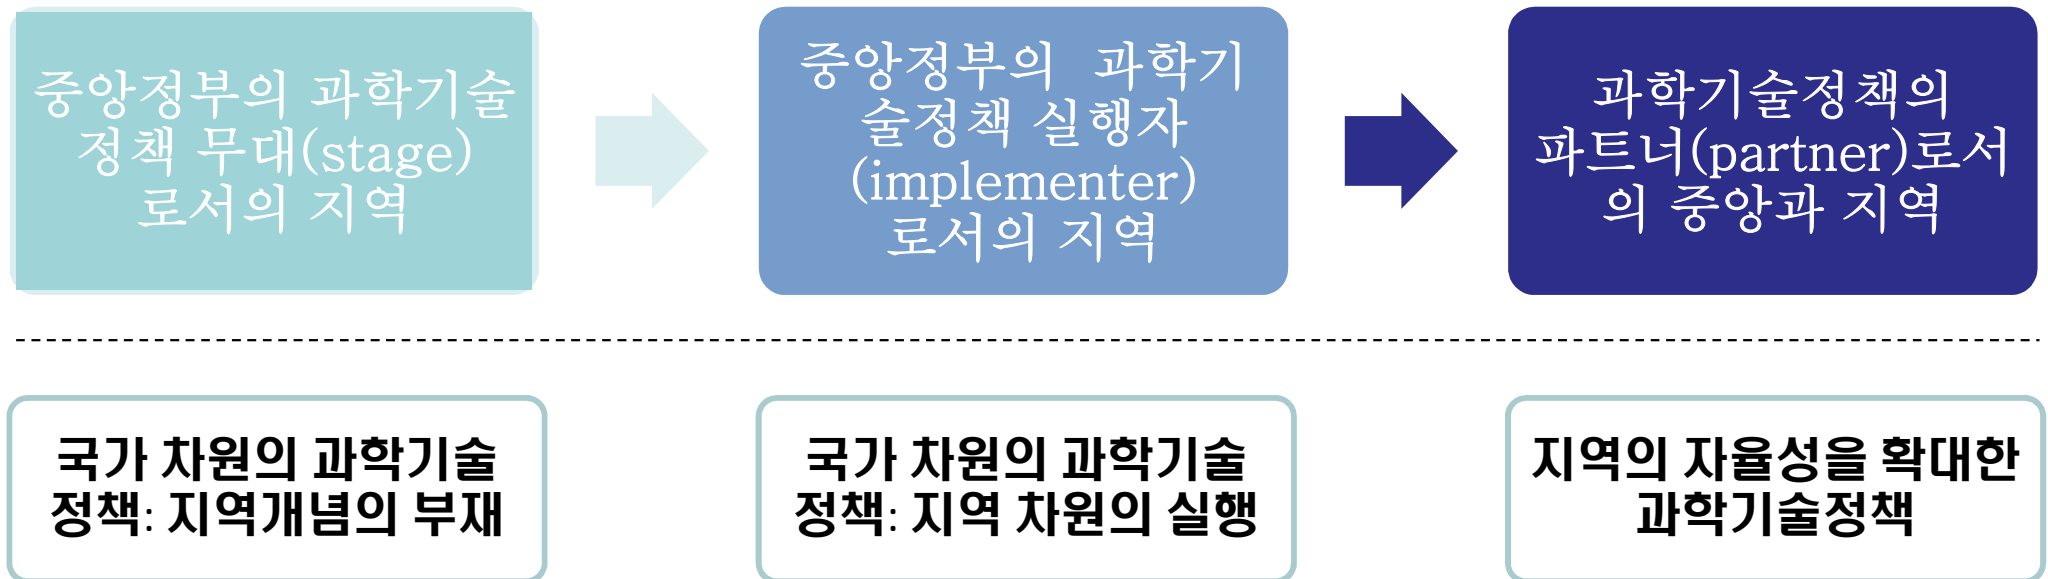 중앙정부의 과학기술
정책 무대(stage)
로서의 지역
중앙정부의 과학기
술정책 실행자
(implementer)
로서의 지역
과학기술정책의
파트너(partner)로서
의 중앙과 지역
국가 차원의 과학기술
정책: 지역개념의 부재
국가 차원의 과학기술
정책: 지역 차원의 실행
지역의 자율성을 확대한
과학기술정책